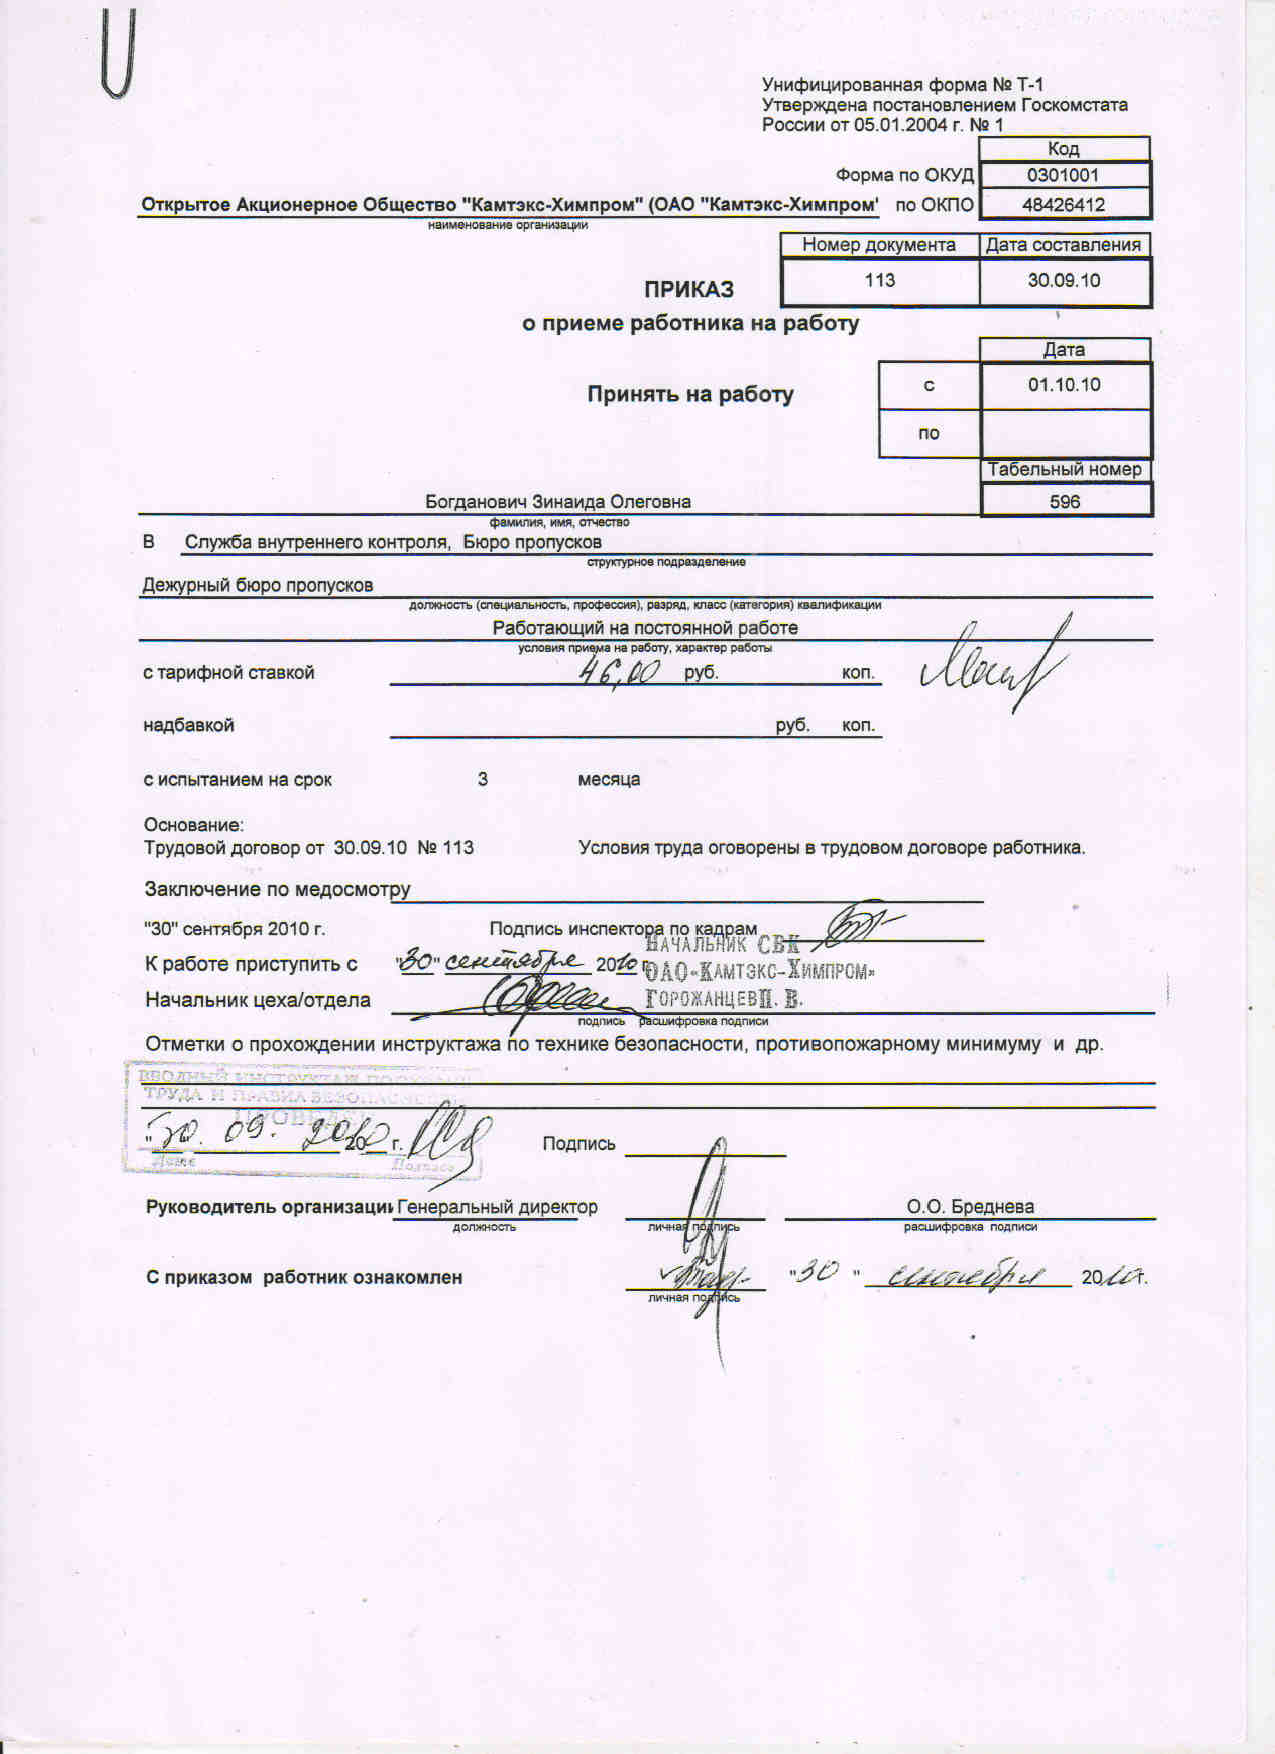 Унифицированная форма № Т-1
Утверждена постановлением Госкомстата
России от 05.01.2004 г. № 1
Код
Форма по ОКУД 0301001
Открытое Акционерное Общество "Камтэкс-Химпром" (ОАО "Камтэкс-Химпром" по ОКПО 48426412
наименование организации
Номер документа Дата составления
113 30.09.10
ПРИКАЗ
о приеме работника на работу
Дата
Принять на работу с 01.10.10
по
Табельный номер
Богданович Зинаида Олеговна 596
фамилия, имя, отчество
В Служба внутреннего контроля, Бюро пропусков
структурное подразделение
Дежурный бюро пропусков
должность (специальность, профессия), разряд, класс (категория) квалификации
Работающий на постоянной работе
условия приема на работу, характер работы
с тарифной ставкой 46,00 руб. коп.
надбавкой руб. коп.
с испытанием на срок 3 месяца
Основание:
Трудовой договор от 30.09.10 № 113 Условия труда оговорены в трудовом договоре работника.
Заключение по медосмотру
"30" сентября 2010 г. Подпись инспектора по кадрам
НАЧАЛЬНИК СВК
К работе приступить с "30" сентября 2010 г.
ОАО «КАМТЭКС-ХИМПРОМ»
Начальник цеха/отдела ГОРОЖАНЦЕВ П. В.
подпись расшифровка подписи
Отметки о прохождении инструктажа по технике безопасности, противопожарному минимуму и др.
ВВОДНЫЙ ИНСТРУКТАЖ ПО ОХРАНЕ
ТРУДА И ПРАВИЛ БЕЗОПАСНОСТИ
ПРОВЕДЕН
"30. 09. 2010 20 г. Подпись
Дата Подпись
Руководитель организации Генеральный директор О.О. Бреднева
должность личная подпись расшифровка подписи
С приказом работник ознакомлен "30" сентября 2010 г.
личная подпись